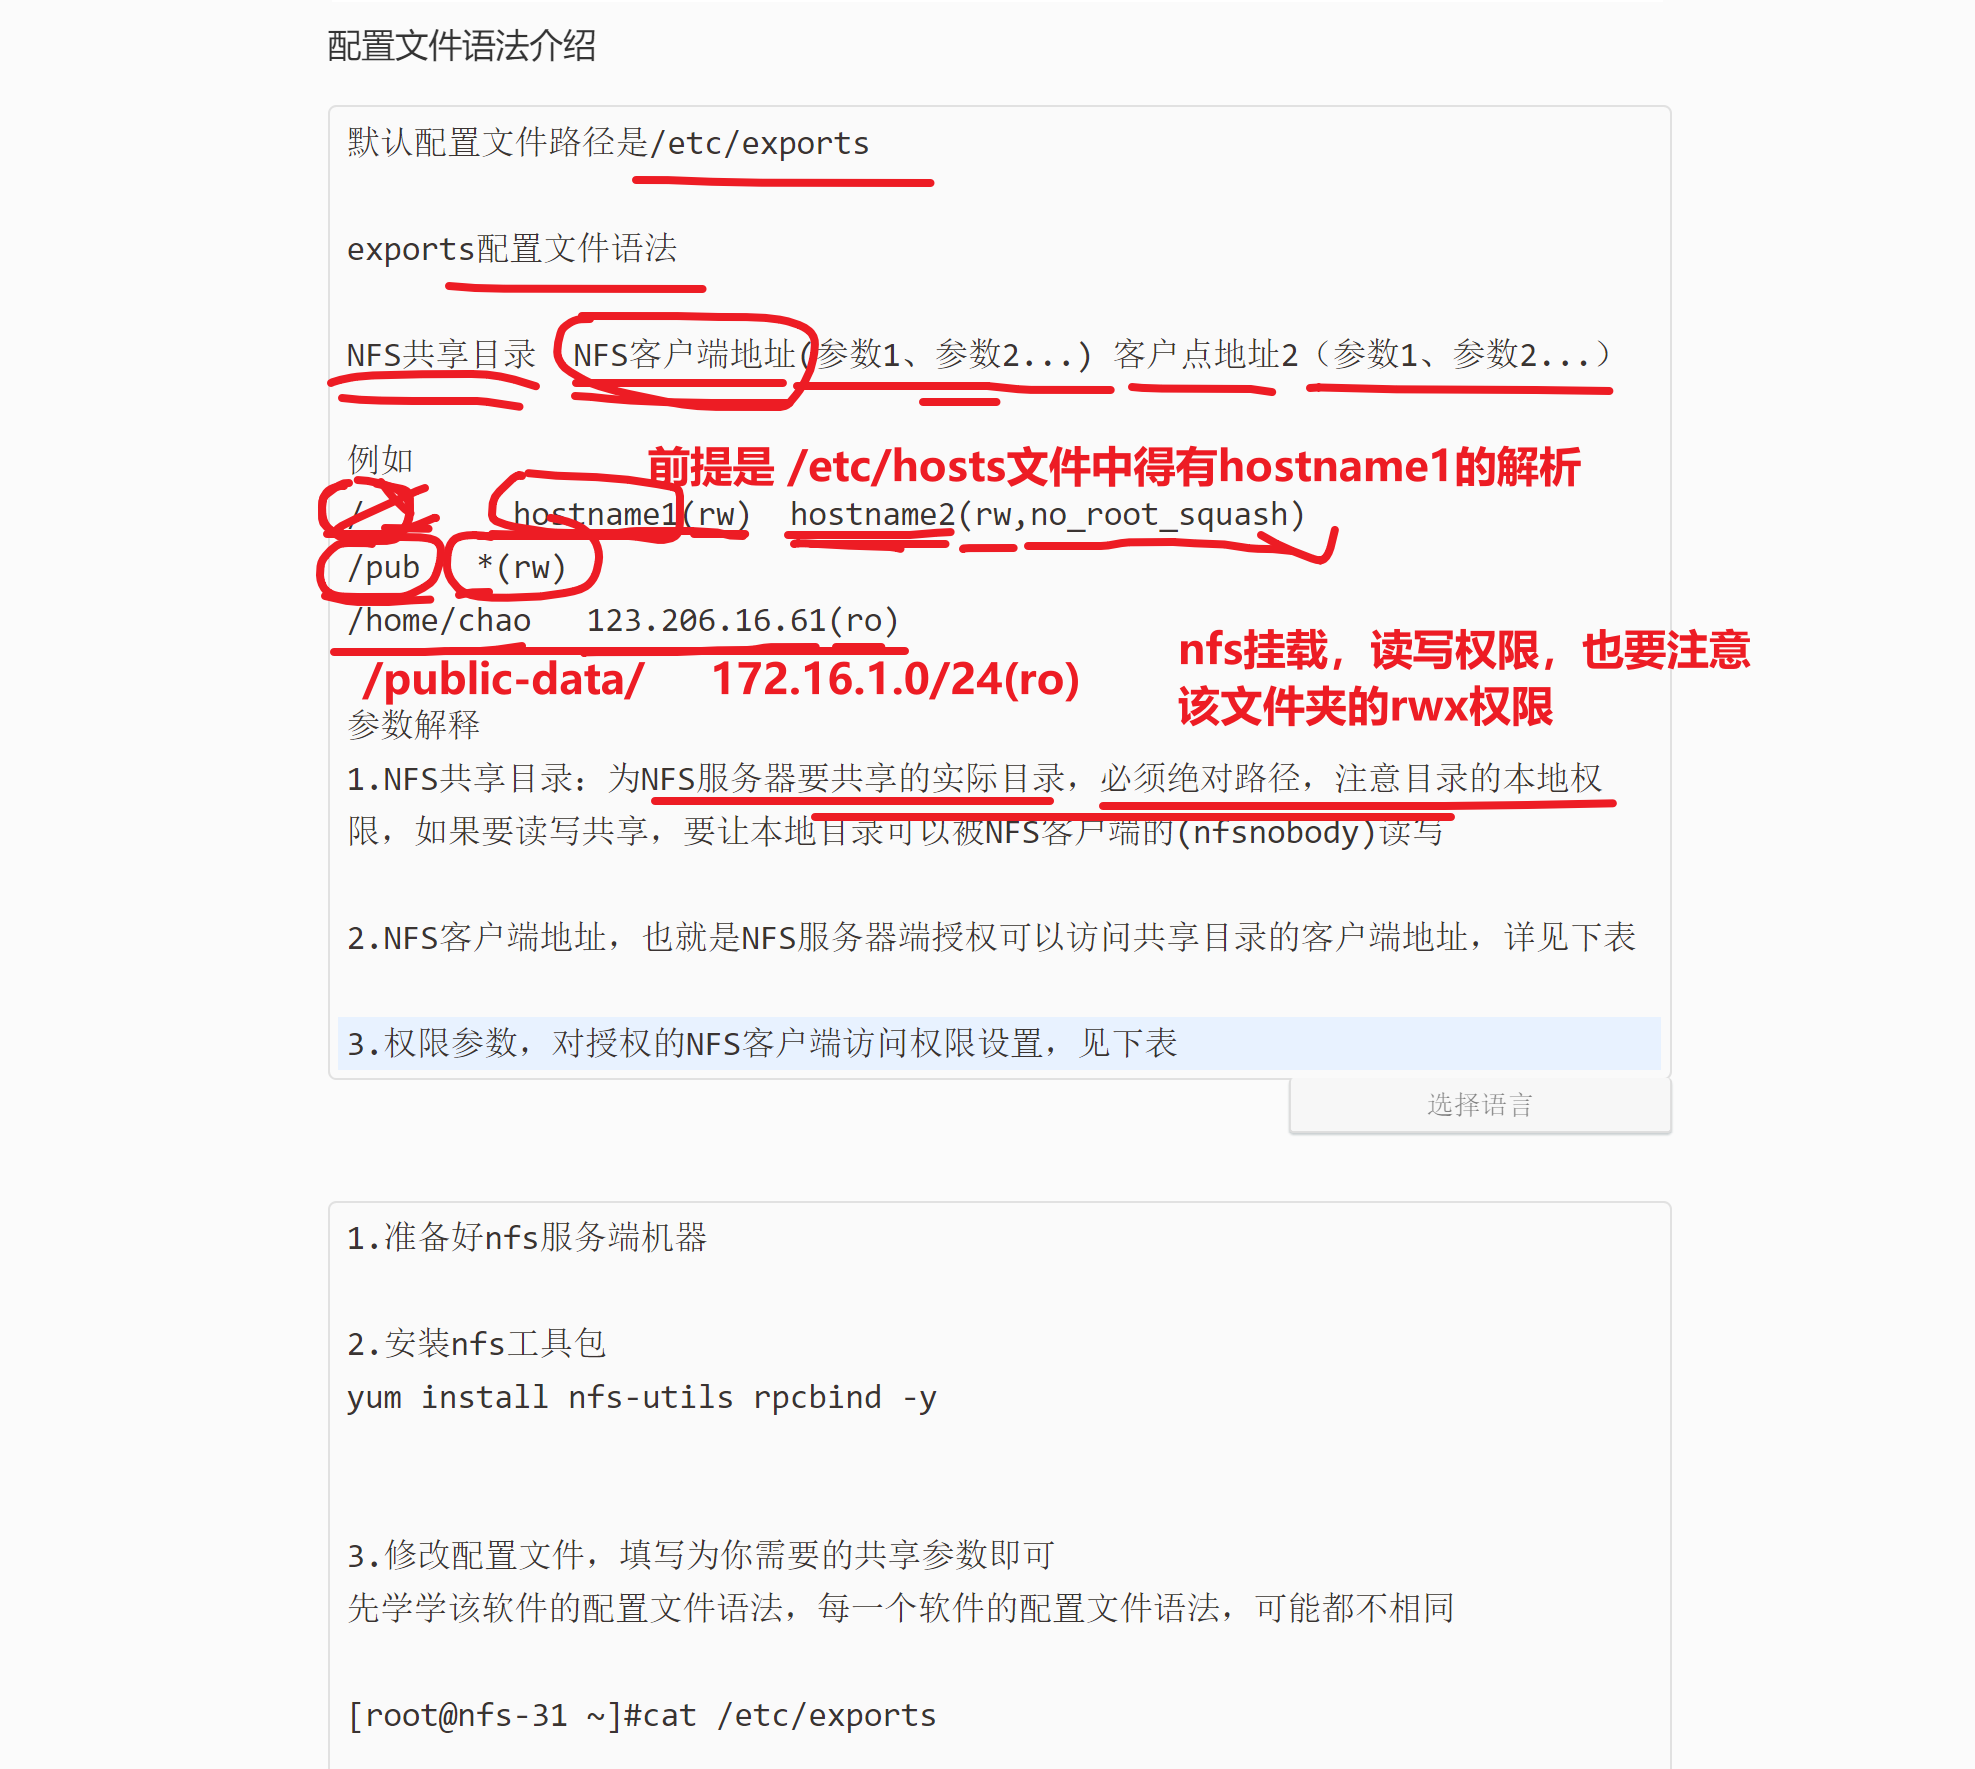 配置文件语法介绍
默认配置文件路径是/etc/exports
exports配置文件语法
NFS共享目录  NFS客户端地址(参数1、参数2...) 客户点地址2（参数1、参数2...）
例如
前提是 /etc/hosts文件中得有hostname1的解析
/        hostname1(rw)  hostname2(rw,no_root_squash)
/pub   *(rw)
/home/chao   123.206.16.61(ro)
/public-data/    172.16.1.0/24(ro)
nfs挂载，读写权限，也要注意
该文件夹的rwx权限
参数解释
1.NFS共享目录：为NFS服务器要共享的实际目录，必须绝对路径，注意目录的本地权
限，如果要读写共享，要让本地目录可以被NFS客户端的(nfsnobody)读写
2.NFS客户端地址，也就是NFS服务器端授权可以访问共享目录的客户端地址，详见下表
3.权限参数，对授权的NFS客户端访问权限设置，见下表
选择语言
1.准备好nfs服务端机器
2.安装nfs工具包
yum install nfs-utils rpcbind -y
3.修改配置文件，填写为你需要的共享参数即可
先学学该软件的配置文件语法，每一个软件的配置文件语法，可能都不相同
[root@nfs-31 ~]#cat /etc/exports